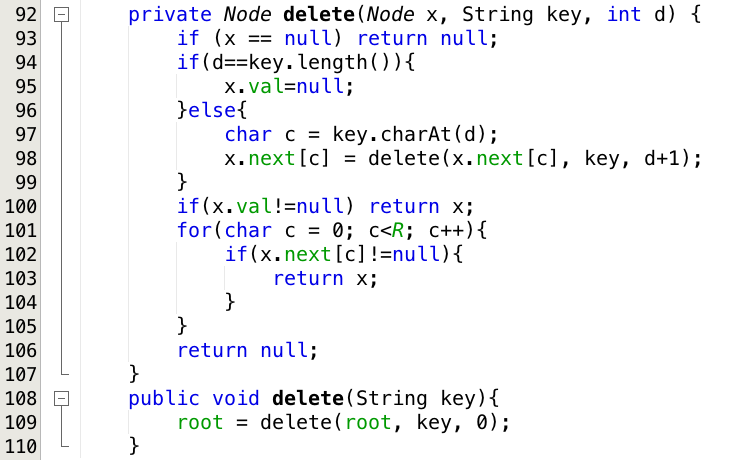 92 private Node delete(Node x, String key, int d) {
93 if (x == null) return null;
94 if(d==key.length()){
95 x.val=null;
96 }else{
97 char c = key.charAt(d);
98 x.next[c] = delete(x.next[c], key, d+1);
99 }
100 if(x.val!=null) return x;
101 for(char c = 0; c<R; c++){
102 if(x.next[c]!=null){
103 return x;
104 }
105 }
106 return null;
107 }
108 public void delete(String key){
109 root = delete(root, key, 0);
110 }